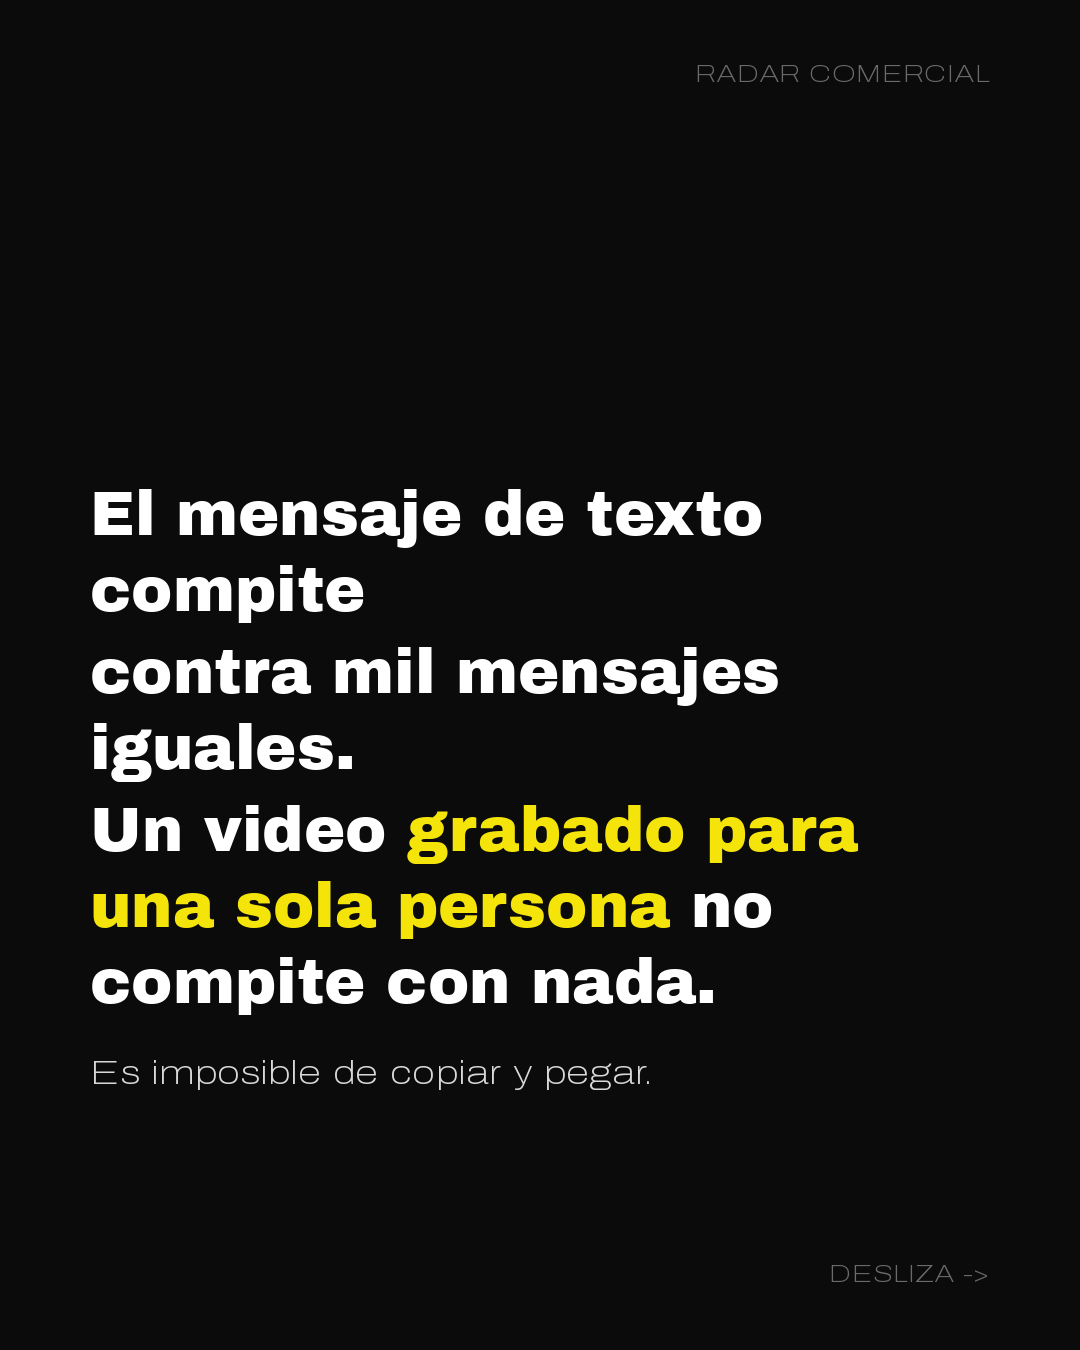 RADAR COMERCIAL
El mensaje de texto
compite
contra mil mensajes
iguales.
Un video grabado para
una sola persona no
compite con nada.
Es imposible de copiar y pegar.
DESLIZA ->